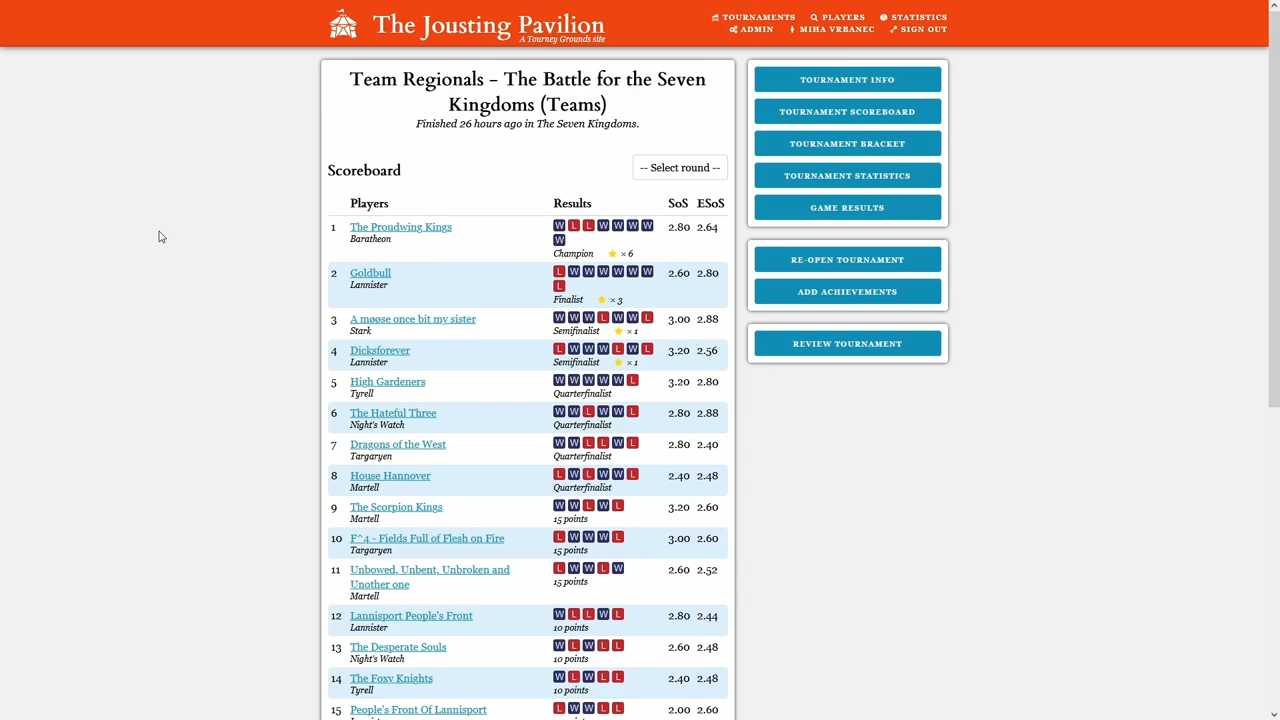 The Jousting Pavilion
A Tourney Grounds site
TOURNAMENTS PLAYERS STATISTICS
ADMIN MIHA VRBANEC SIGN OUT
Team Regionals - The Battle for the Seven
Kingdoms (Teams)
Finished 26 hours ago in The Seven Kingdoms.
Scoreboard
-- Select round --
Players Results SoS ESoS
1 The Proudwing Kings W L L W W W W 2.80 2.64
Baratheon W
Champion × 6
2 Goldbull L W W W W W W 2.60 2.80
Lannister L
Finalist × 3
3 A møøse once bit my sister W W W L W W L 3.00 2.88
Stark Semifinalist × 1
4 Dicksforever L W W W L W L 3.20 2.56
Lannister Semifinalist × 1
5 High Gardeners W W W W W L 3.20 2.80
Tyrell Quarterfinalist
6 The Hateful Three W W L W W L 2.80 2.88
Night's Watch Quarterfinalist
7 Dragons of the West W W L L W L 2.80 2.40
Targaryen Quarterfinalist
8 House Hannover L W L W W L 2.40 2.48
Martell Quarterfinalist
9 The Scorpion Kings W W L W L 3.20 2.60
Martell 15 points
10 F^4 - Fields Full of Flesh on Fire L W W W L 3.00 2.60
Targaryen 15 points
11 Unbowed, Unbent, Unbroken and L W W L W 2.60 2.52
Unother one 15 points
Martell
12 Lannisport People's Front W L L W L 2.80 2.44
Lannister 10 points
13 The Desperate Souls W L W L L 2.60 2.48
Night's Watch 10 points
14 The Foxy Knights W L W L L 2.40 2.48
Tyrell 10 points
15 People's Front Of Lannisport L W W L L 2.00 2.60
TOURNAMENT INFO
TOURNAMENT SCOREBOARD
TOURNAMENT BRACKET
TOURNAMENT STATISTICS
GAME RESULTS
RE-OPEN TOURNAMENT
ADD ACHIEVEMENTS
REVIEW TOURNAMENT